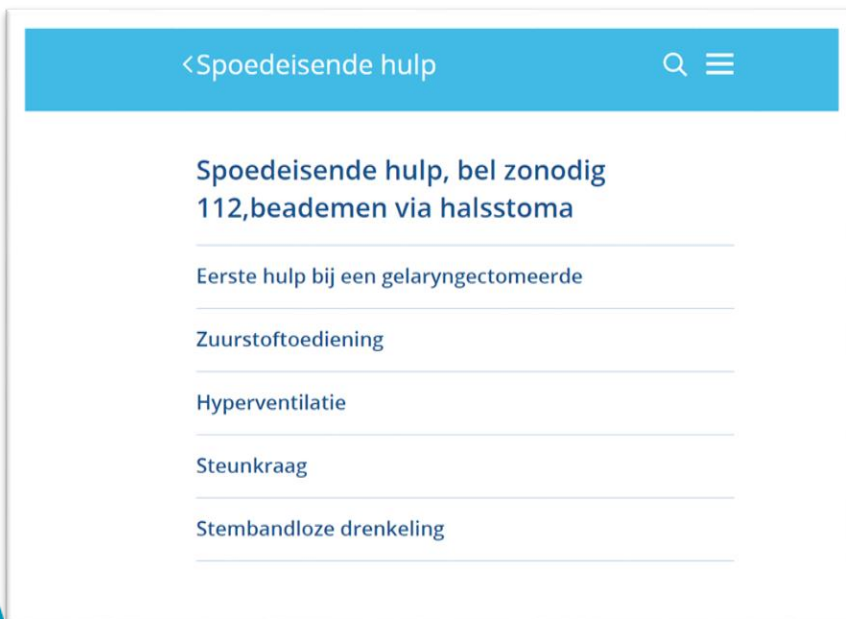 <Spoedeisende hulp
Spoedeisende hulp, bel zonodig
112,beademen via halsstoma
Eerste hulp bij een gelaryngectomeerde
Zuurstoftoediening
Hyperventilatie
Steunkraag
Stembandloze drenkeling